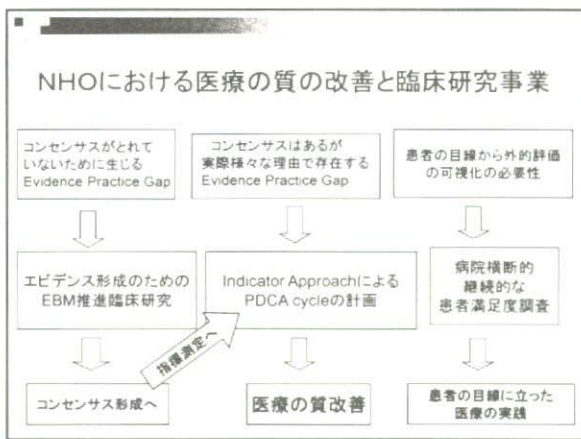 NHOにおける医療の質の改善と臨床研究事業
コンセンサスがとれて
いないために生じる
Evidence Practice Gap
コンセンサスはあるが
実際様々な理由で存在する
Evidence Practice Gap
患者の目線から外的評価
の可視化の必要性
エビデンス形成のための
EBM推進臨床研究
Indicator Approachによる
PDCA cycleの計画
病院横断的
継続的な
患者満足度調査
指標測定へ
コンセンサス形成へ
医療の質改善
患者の目線に立った
医療の実践